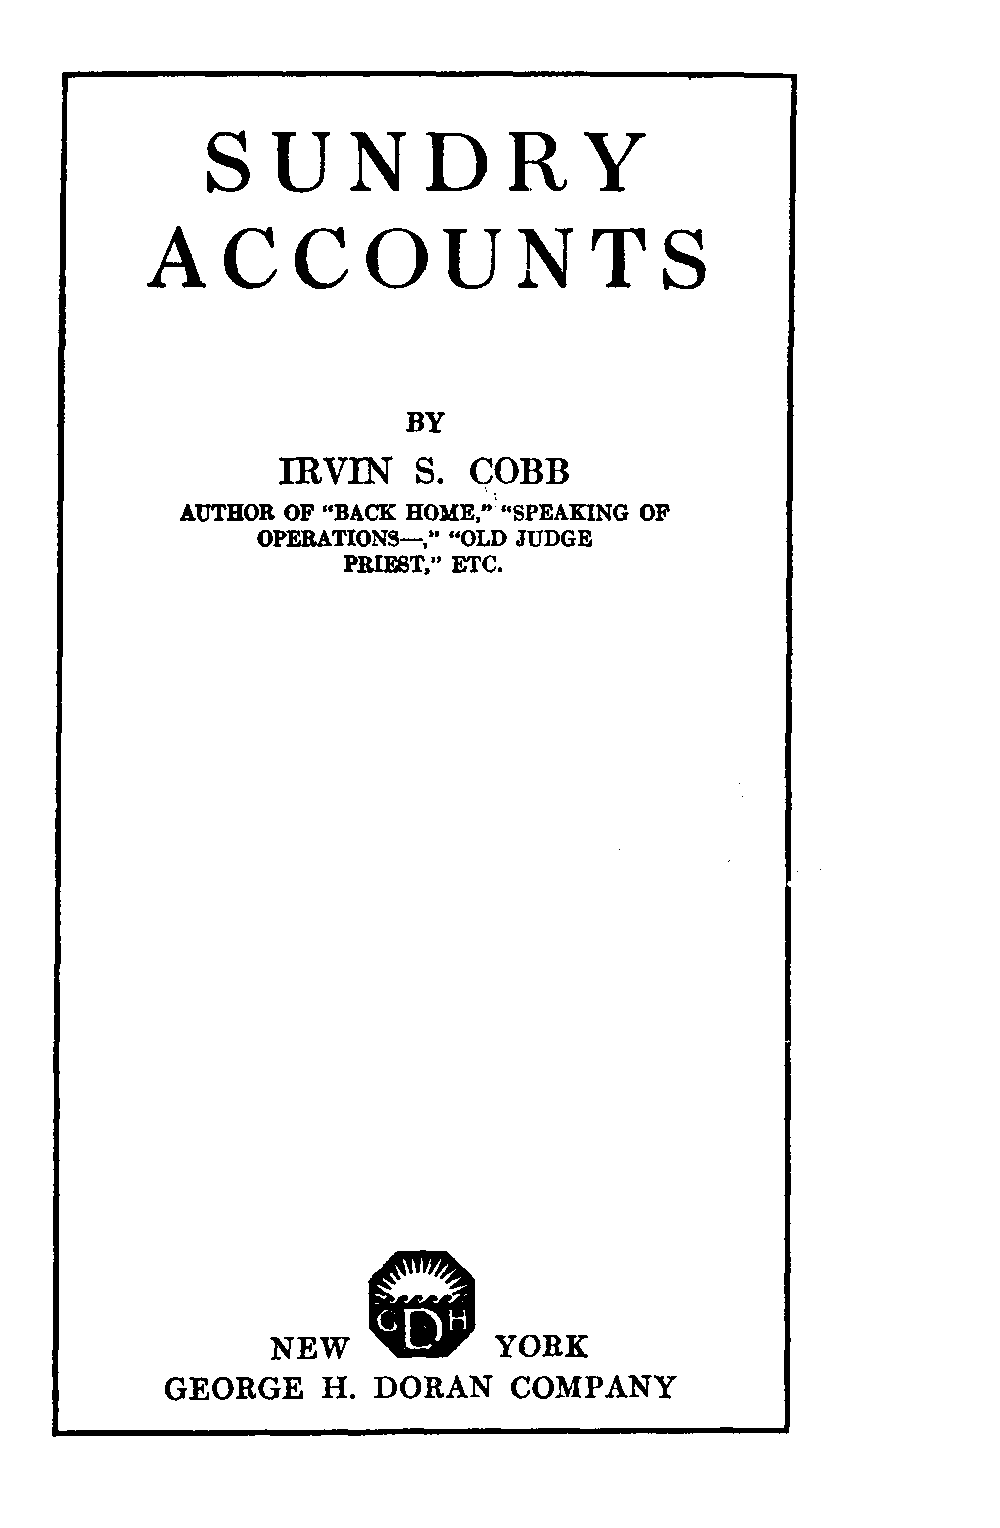 SUNDRY
ACCOUNTS
BY
IRVIN S. COBB
AUTHOR OF “BACK HOME,” “SPEAKING OF
OPERATIONS—,” “OLD JUDGE
PRIEST,” ETC.
G D H
NEW YORK
GEORGE H. DORAN COMPANY